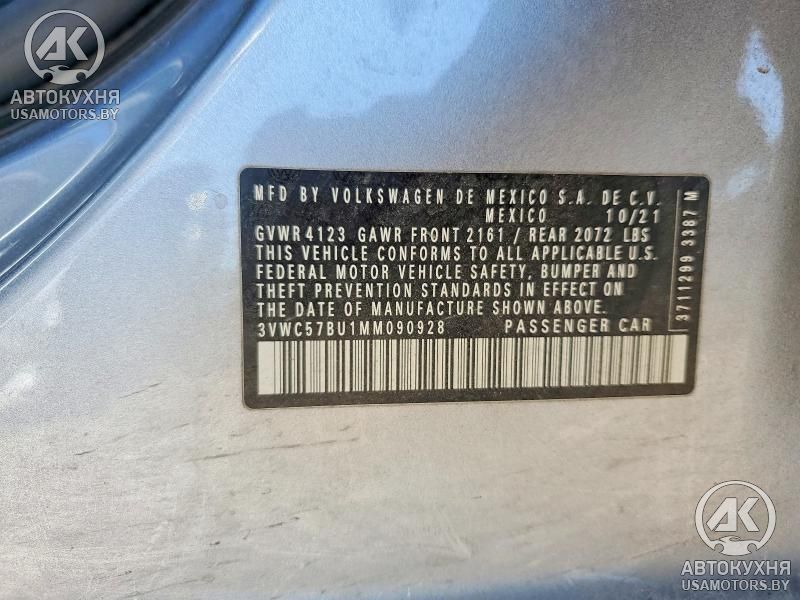 AK
АВТОКУХНЯ
USAMOTORS.BY
MFD BY VOLKSWAGEN DE MEXICO S.A. DE C.V.
MEXICO 10/21
GVWR 4123 GAWR FRONT 2161 / REAR 2072 LBS
THIS VEHICLE CONFORMS TO ALL APPLICABLE U.S.
FEDERAL MOTOR VEHICLE SAFETY, BUMPER AND
THEFT PREVENTION STANDARDS IN EFFECT ON
THE DATE OF MANUFACTURE SHOWN ABOVE.
3VWC57BU1MM090928 PASSENGER CAR
3711299 3387 M
AK
АВТОКУХНЯ
USAMOTORS.BY